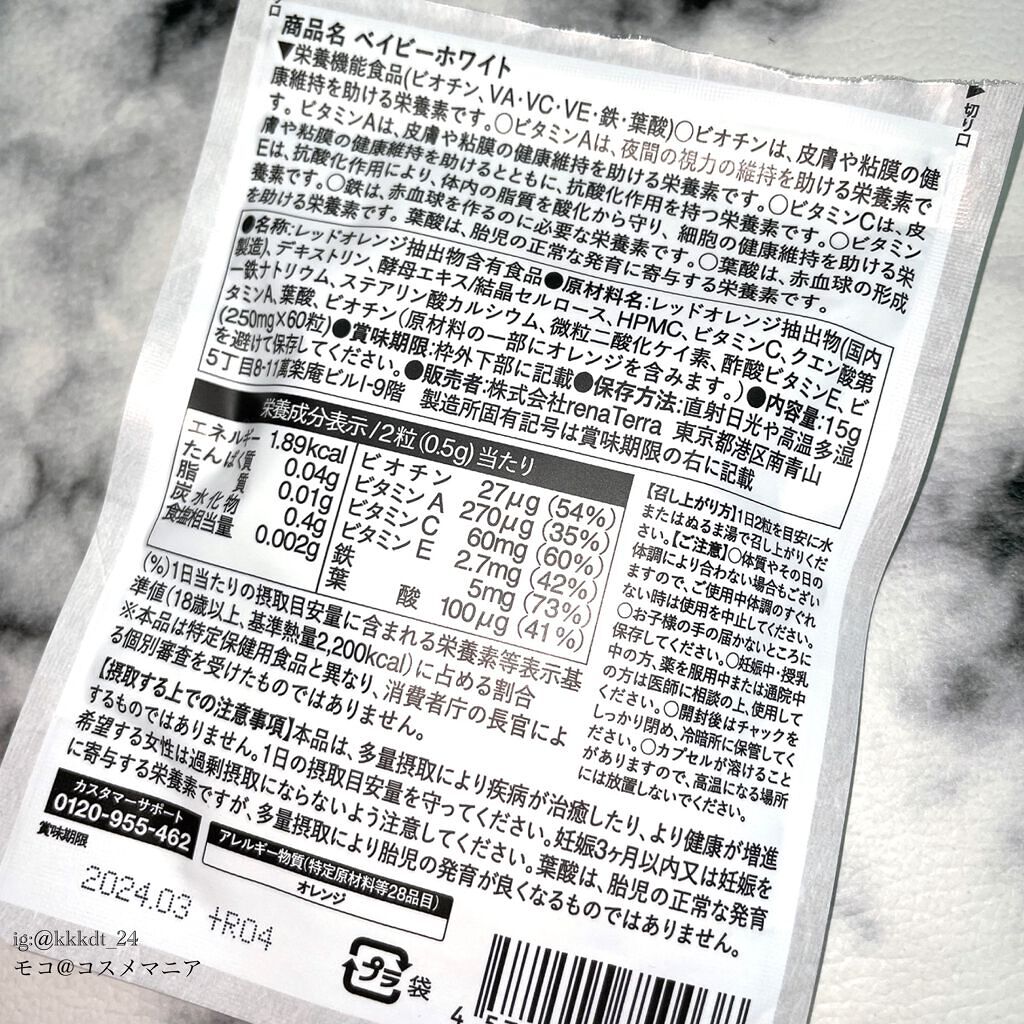 商品名 ベイビーホワイト
切り口
▼栄養機能食品(ビオチン、VA・VC・VE・鉄・葉酸)○ビオチンは、皮膚や粘膜の健
康維持を助ける栄養素です。○ビタミンAは、夜間の視力の維持を助ける栄養素で
す。ビタミンAは、皮膚や粘膜の健康維持を助ける栄養素です。○ビタミンCは、皮
膚や粘膜の健康維持を助けるとともに、抗酸化作用を持つ栄養素です。○ビタミン
Eは、抗酸化作用により、体内の脂質を酸化から守り、細胞の健康維持を助ける栄
養素です。○鉄は、赤血球を作るのに必要な栄養素です。○葉酸は、赤血球の形成
を助ける栄養素です。葉酸は、胎児の正常な発育に寄与する栄養素です。
●名称:レッドオレンジ抽出物含有食品●原材料名:レッドオレンジ抽出物(国内
製造)、デキストリン、酵母エキス/結晶セルロース、HPMC、ビタミンC、クエン酸第
一鉄ナトリウム、ステアリン酸カルシウム、微粒二酸化ケイ素、酢酸ビタミンE、ビ
タミンA、葉酸、ビオチン(原材料の一部にオレンジを含みます。)●内容量:15g
(250mg×60粒)●賞味期限:枠外下部に記載●保存方法:直射日光や高温多湿
を避けて保存してください。●販売者:株式会社renaTerra 東京都港区南青山
5丁目8-11萬楽庵ビルI-9階 製造所固有記号は賞味期限の右に記載
栄養成分表示/2粒(0.5g)当たり
エネルギー 1.89kcal
たんぱく質 0.04g
脂質 0.01g
炭水化物 0.4g
食塩相当量 0.002g
ビオチン 27μg (54%)
ビタミンA 270μg (35%)
ビタミンC 60mg (60%)
ビタミンE 2.7mg (42%)
鉄 5mg (73%)
葉酸 100μg (41%)
【召し上がり方】1日2粒を目安に水
またはぬるま湯で召し上がりくだ
さい。【ご注意】○体質やその日の
体調により合わない場合もござい
ますので、ご使用中体調のすぐれ
ない時は使用を中止してください。
○お子様の手の届かないところに
保存してください。○妊娠中・授乳
中の方、薬を服用中または通院中
の方は医師に相談の上、使用して
ください。○開封後はチャックを
しっかり閉め、冷暗所に保管してく
ださい。○カプセルが溶けること
がありますので、高温になる場所
には放置しないでください。
(%)1日当たりの摂取目安量に含まれる栄養素等表示基
準値(18歳以上、基準熱量2,200kcal)に占める割合
※本品は特定保健用食品と異なり、消費者庁の長官によ
る個別審査を受けたものではありません。
【摂取する上での注意事項】本品は、多量摂取により疾病が治癒したり、より健康が増進
するものではありません。1日の摂取目安量を守ってください。妊娠3ヶ月以内又は妊娠を
希望する女性は過剰摂取にならないよう注意してください。葉酸は、胎児の正常な発育
に寄与する栄養素ですが、多量摂取により胎児の発育が良くなるものではありません。
カスタマーサポート
0120-955-462
アレルギー物質(特定原材料等28品目)
オレンジ
賞味期限
2024.03 +R04
プラ
袋
ig:@kkkdt_24
モコ@コスメマニア